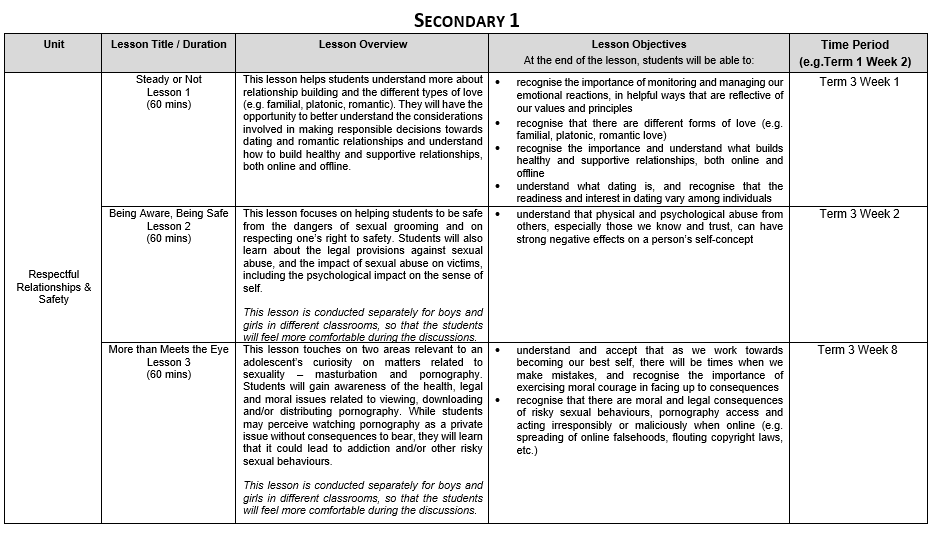 SECONDARY 1
Unit
Lesson Title / Duration
Lesson Overview
Lesson Objectives
At the end of the lesson, students will be able to:
Time Period
(e.g.Term 1 Week 2)
Respectful
Relationships &
Safety
Steady or Not
Lesson 1
(60 mins)
This lesson helps students understand more about
relationship building and the different types of love
(e.g. familial, platonic, romantic). They will have the
opportunity to better understand the considerations
involved in making responsible decisions towards
dating and romantic relationships and understand
how to build healthy and supportive relationships,
both online and offline.
• recognise the importance of monitoring and managing our
emotional reactions, in helpful ways that are reflective of
our values and principles
• recognise that there are different forms of love (e.g.
familial, platonic, romantic love)
• recognise the importance and understand what builds
healthy and supportive relationships, both online and
offline
• understand what dating is, and recognise that the
readiness and interest in dating vary among individuals
Term 3 Week 1
Being Aware, Being Safe
Lesson 2
(60 mins)
This lesson focuses on helping students to be safe
from the dangers of sexual grooming and on
respecting one's right to safety. Students will also
learn about the legal provisions against sexual
abuse, and the impact of sexual abuse on victims,
including the psychological impact on the sense of
self.
This lesson is conducted separately for boys and
girls in different classrooms, so that the students
will feel more comfortable during the discussions.
• understand that physical and psychological abuse from
others, especially those we know and trust, can have
strong negative effects on a person's self-concept
Term 3 Week 2
More than Meets the Eye
Lesson 3
(60 mins)
This lesson touches on two areas relevant to an
adolescent's curiosity on matters related to
sexuality – masturbation and pornography.
Students will gain awareness of the health, legal
and moral issues related to viewing, downloading
and/or distributing pornography. While students
may perceive watching pornography as a private
issue without consequences to bear, they will learn
that it could lead to addiction and/or other risky
sexual behaviours.
This lesson is conducted separately for boys and
girls in different classrooms, so that the students
will feel more comfortable during the discussions.
• understand and accept that as we work towards
becoming our best self, there will be times when we
make mistakes, and recognise the importance of
exercising moral courage in facing up to consequences
• recognise that there are moral and legal consequences
of risky sexual behaviours, pornography access and
acting irresponsibly or maliciously when online (e.g.
spreading of online falsehoods, flouting copyright laws,
etc.)
Term 3 Week 8